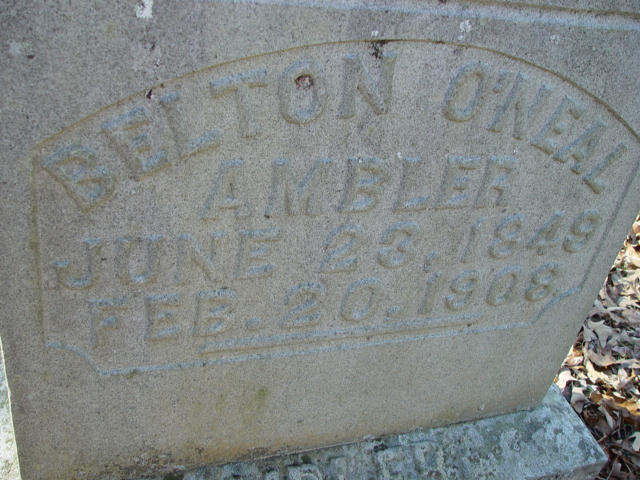 BELTON O'NEAL
AMBLER
JUNE 23, 1849
FEB. 20. 1908.